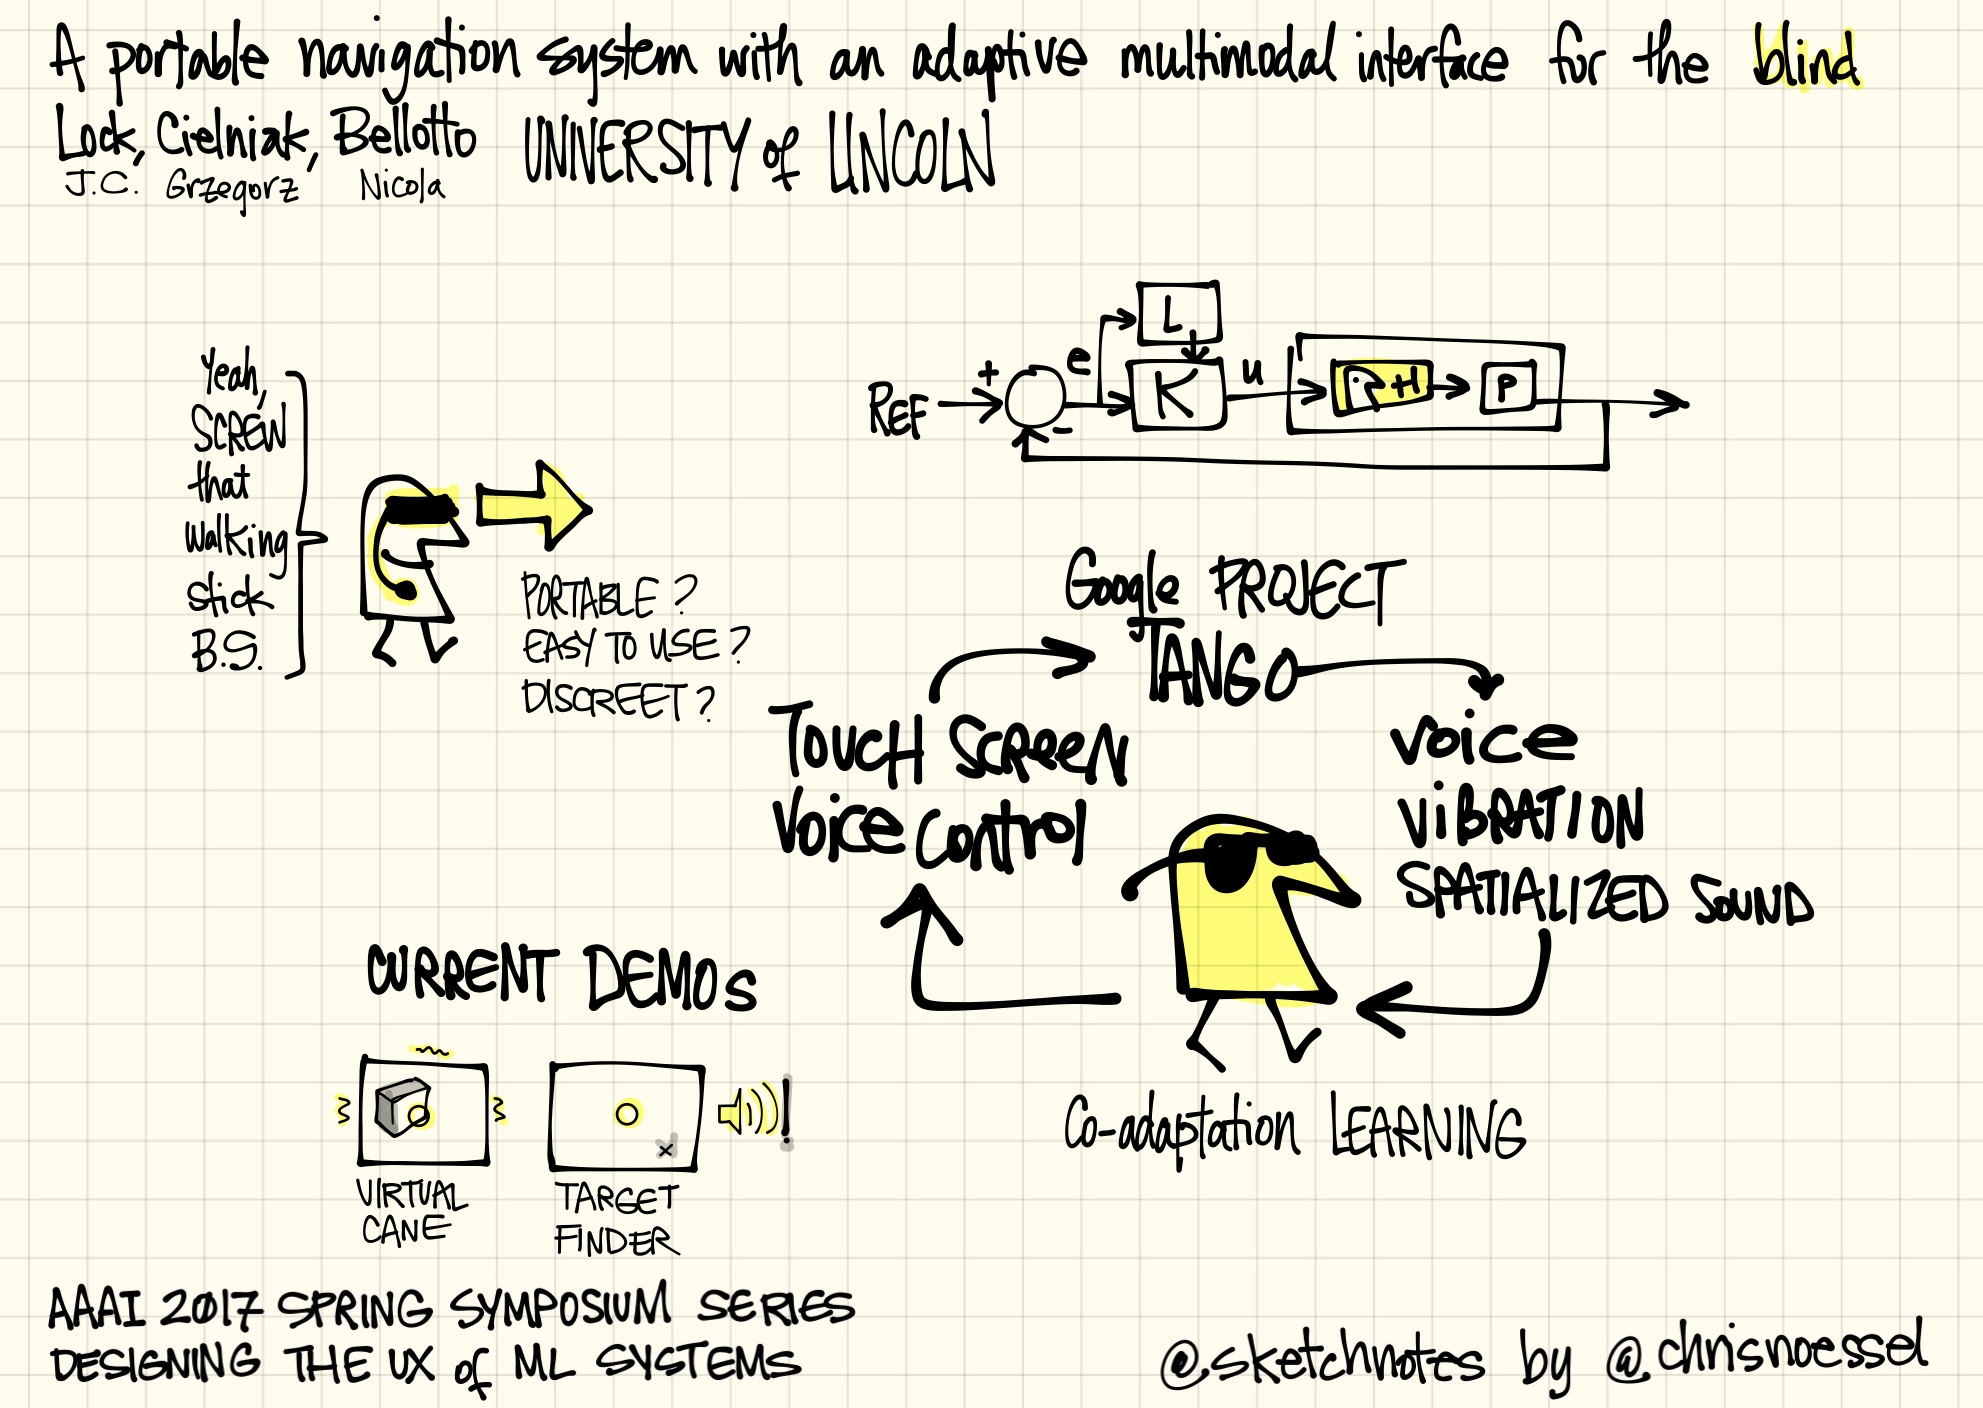 A portable navigation system with an adaptive multimodal interface for the blind
Lock, Cielniak, Bellotto UNIVERSITY of LINCOLN
J.C. Grzegorz Nicola
Yeah,
SCREW
that
walking
stick
B.S.
PORTABLE?
EASY TO USE?
DISCREET?
REF
+
-
e
L
K
u
H
P
Google PROJECT
TANGO
TOUCH SCREEN
Voice Control
Voice
ViBRATION
SPATIALIZED SOUND
Co-adaptation LEARNING
CURRENT DEMOS
x
!
VIRTUAL
CANE
TARGET
FINDER
AAAI 2017 SPRING SYMPOSIUM SERIES
DESIGNING THE UX of ML SYSTEMS
@sketchnotes by @chrisnoessel